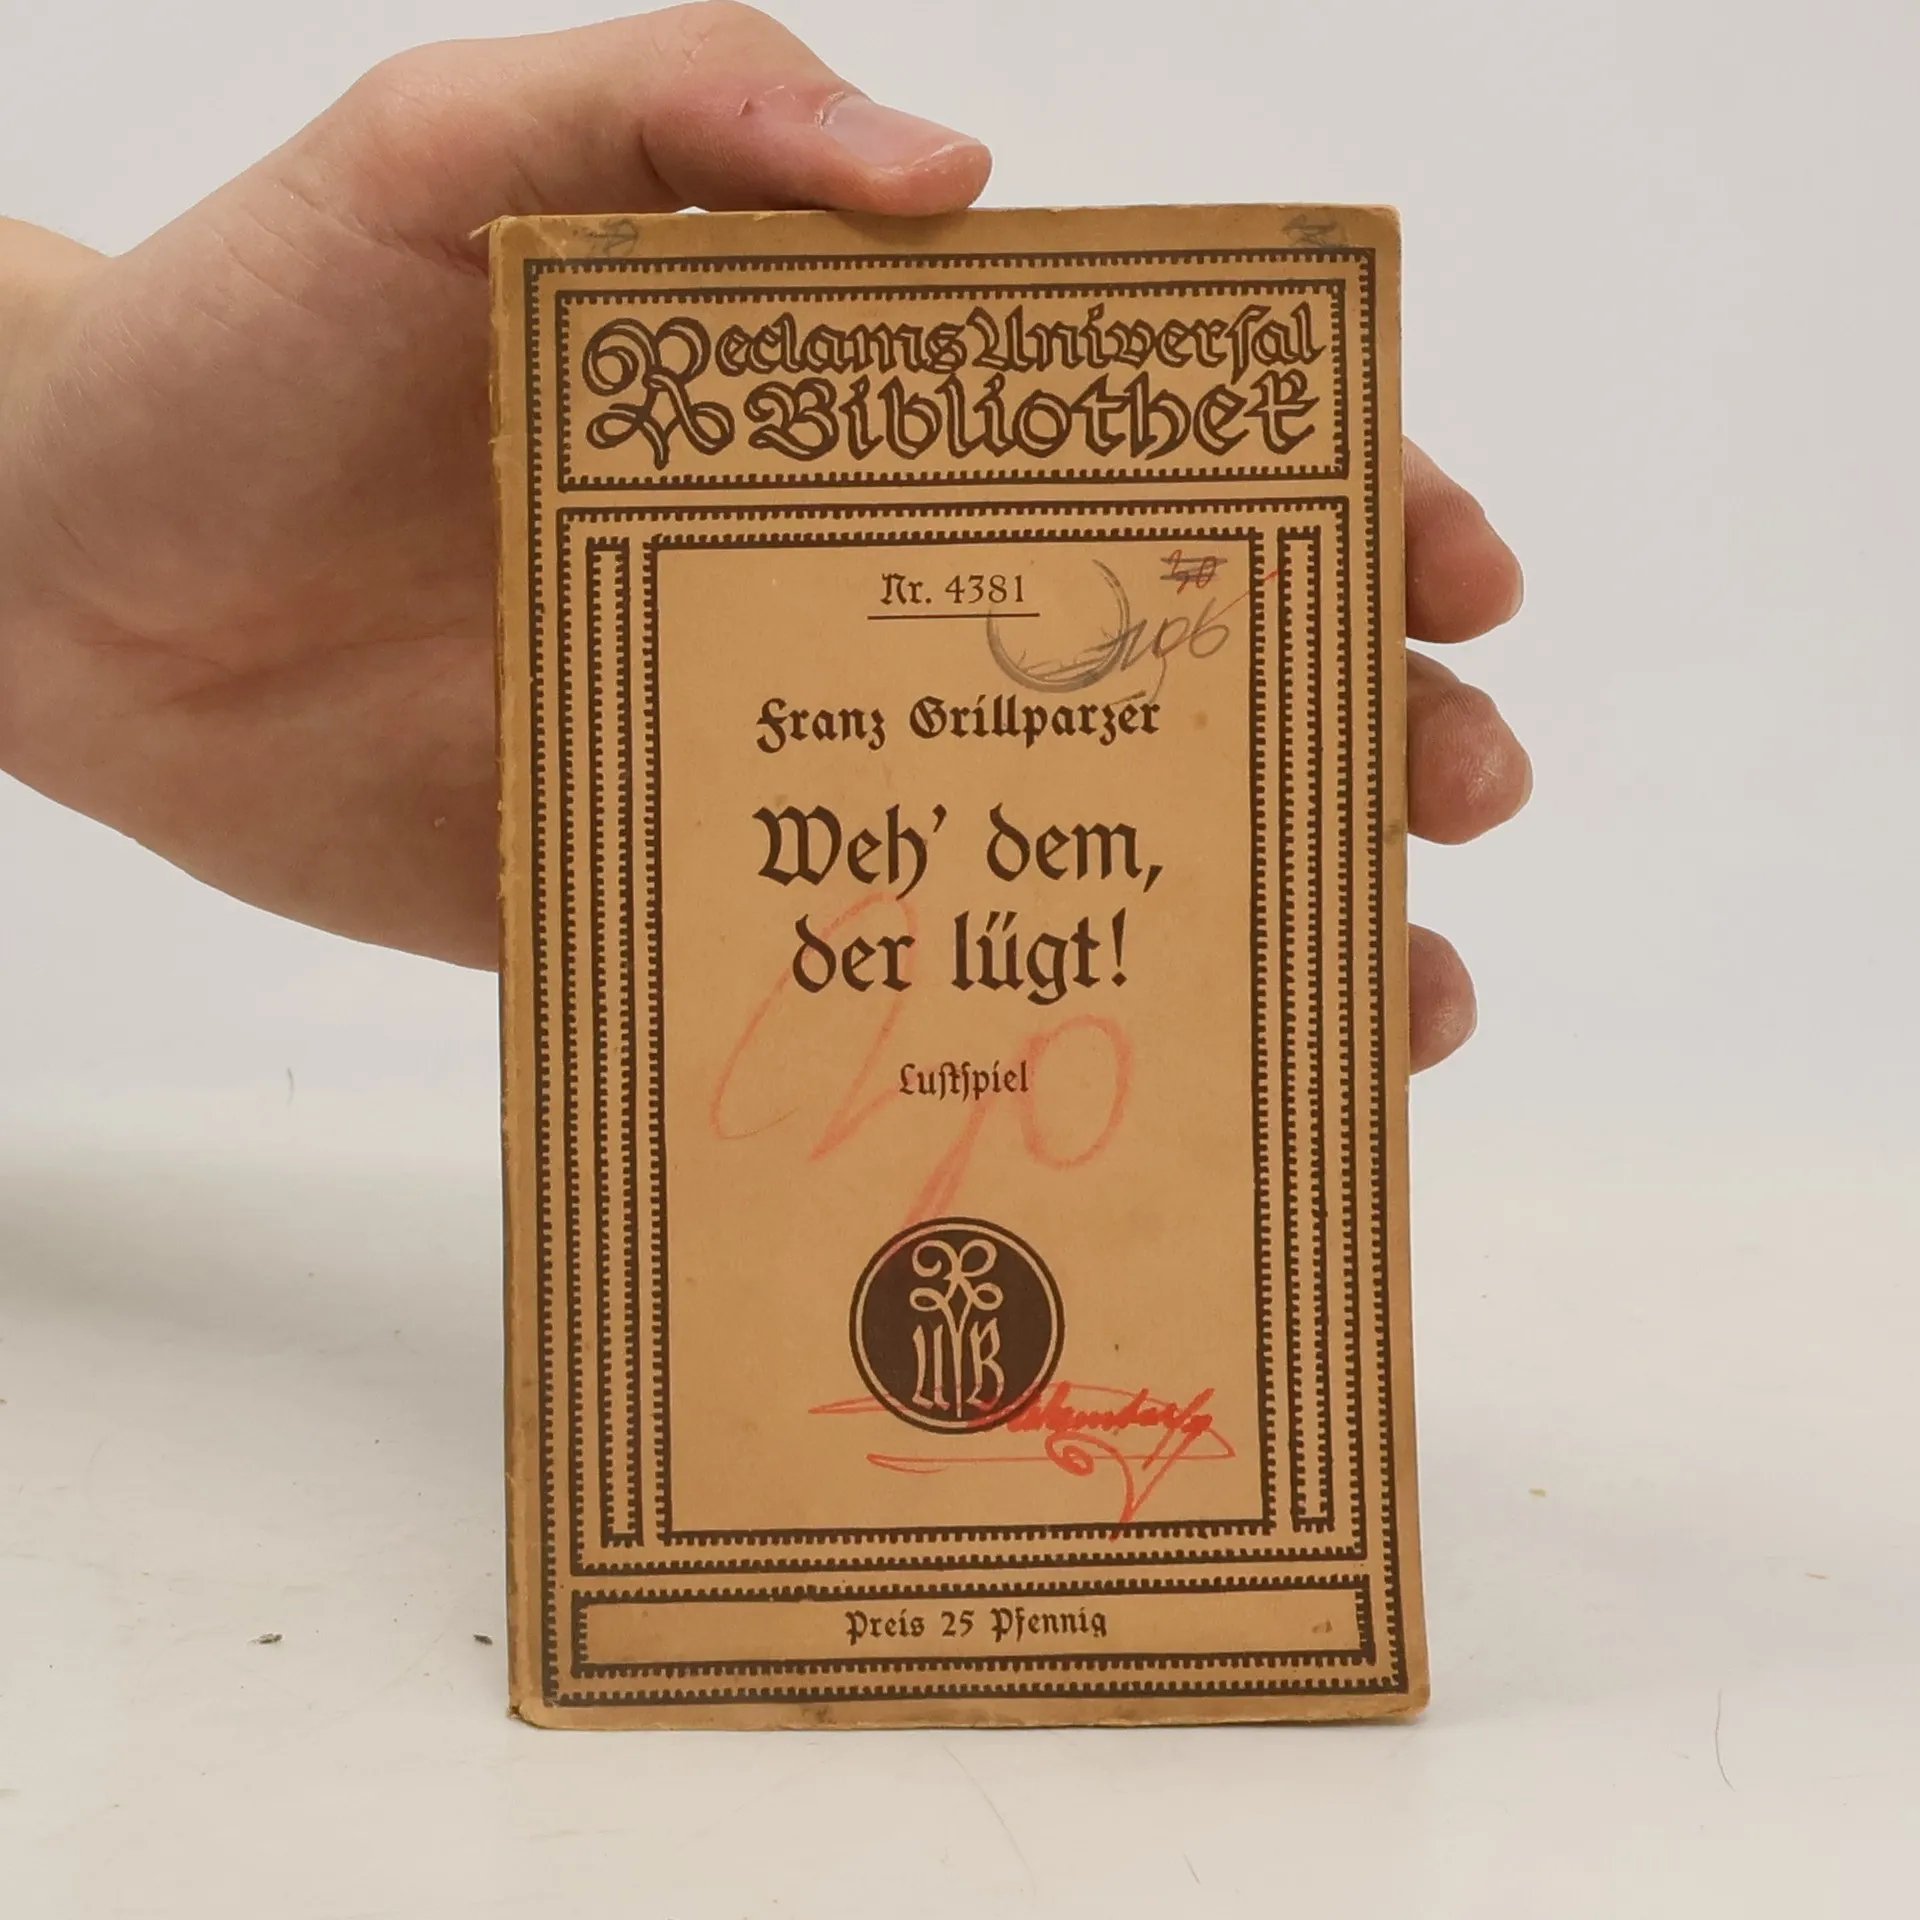 Reclams Universal
Bibliothek
Nr. 4381
Franz Grillparzer
Weh' dem,
der lügt!
Lustspiel
R
U B
Preis 25 Pfennig